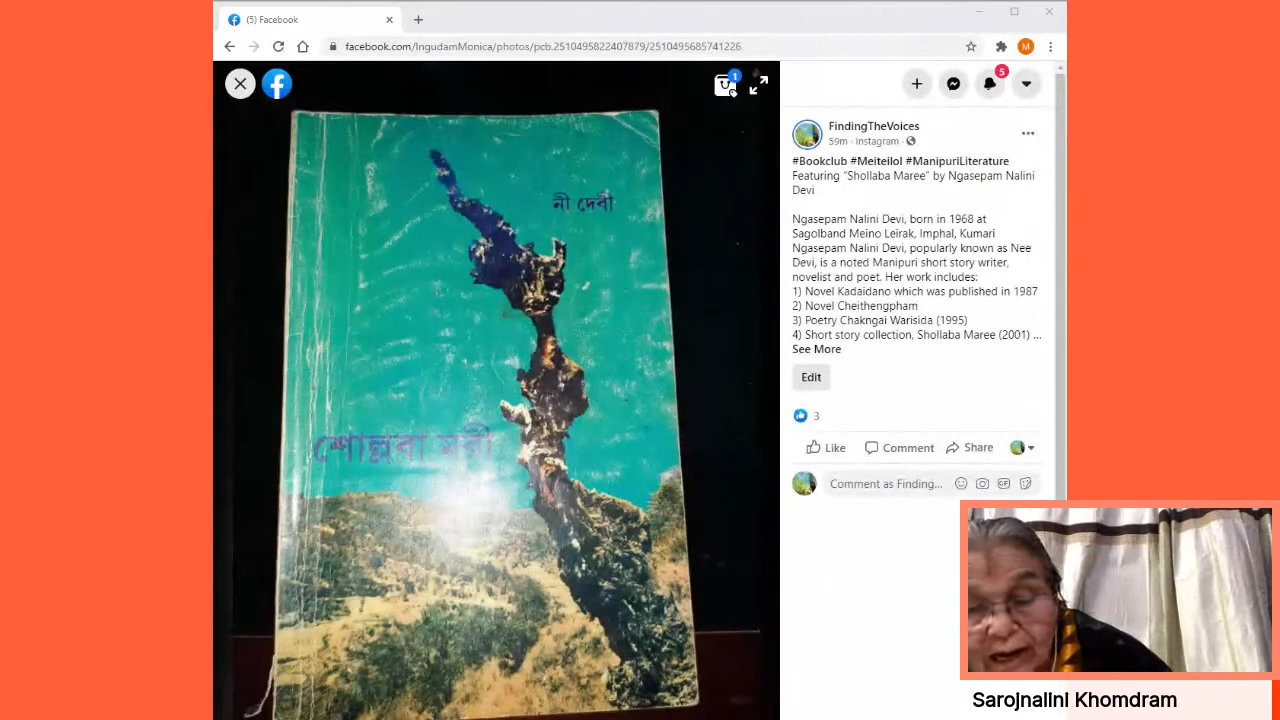 (5) Facebook
facebook.com/IngudamMonica/photos/pcb.2510495822407879/2510495685741226
M
1
5
নী দেবী
শোল্লবা মরী
FindingTheVoices
59m · Instagram ·
#Bookclub #Meiteilol #ManipuriLiterature
Featuring “Shollaba Maree” by Ngasepam Nalini
Devi
Ngasepam Nalini Devi, born in 1968 at
Sagolband Meino Leirak, Imphal, Kumari
Ngasepam Nalini Devi, popularly known as Nee
Devi, is a noted Manipuri short story writer,
novelist and poet. Her work includes:
1) Novel Kadaidano which was published in 1987
2) Novel Cheithengpham
3) Poetry Chakngai Warisida (1995)
4) Short story collection, Shollaba Maree (2001) ...
See More
Edit
3
Like Comment Share
Comment as Finding...
GIF
Sarojnalini Khomdram